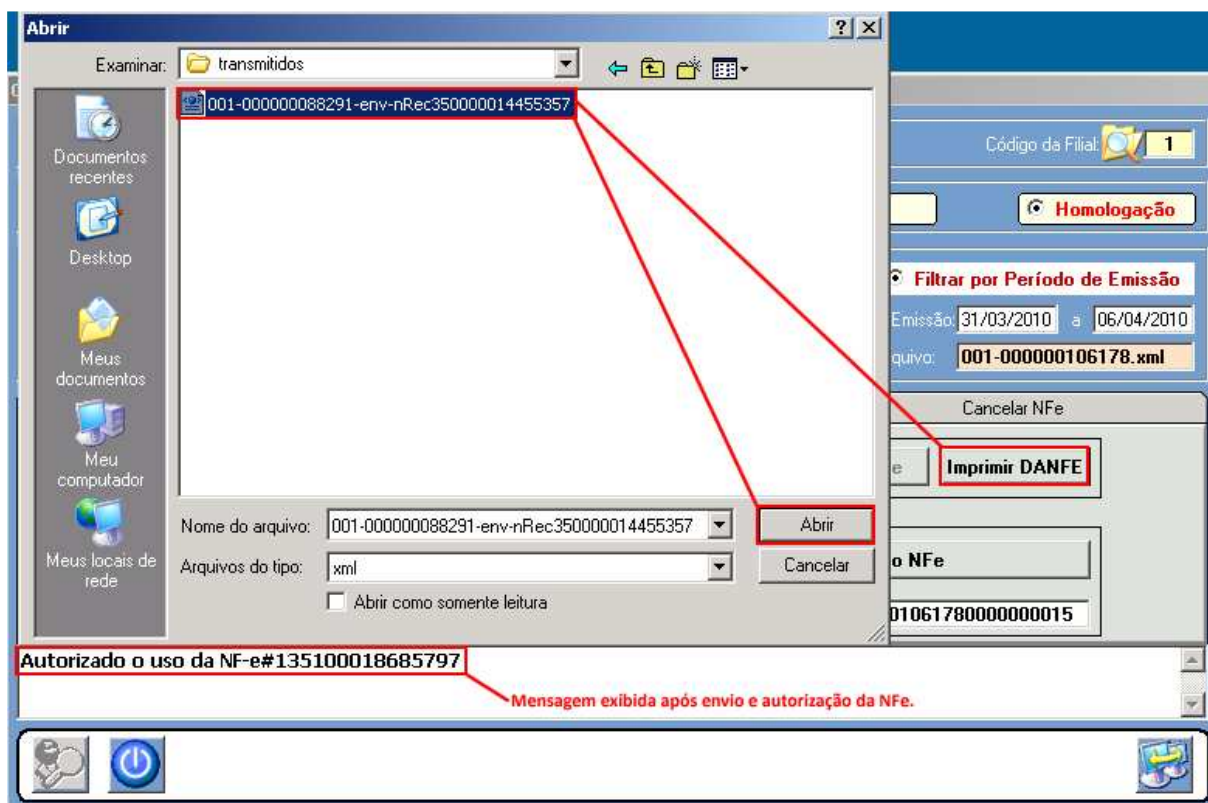 Abrir
Examinar: transmitidos
001-000000088291-env-nRec350000014455357
Documentos recentes
Desktop
Meus documentos
Meu computador
Meus locais de rede
Nome do arquivo: 001-000000088291-env-nRec350000014455357 Abrir
Arquivos do tipo: xml Cancelar
Abrir como somente leitura
Código da Filial: 1
Homologação
Filtrar por Período de Emissão
Emissão: 31/03/2010 a 06/04/2010
quivo: 001-000000106178.xml
Cancelar NFe
e Imprimir DANFE
o NFe
01061780000000015
Autorizado o uso da NF-e#135100018685797
Mensagem exibida após envio e autorização da NFe.